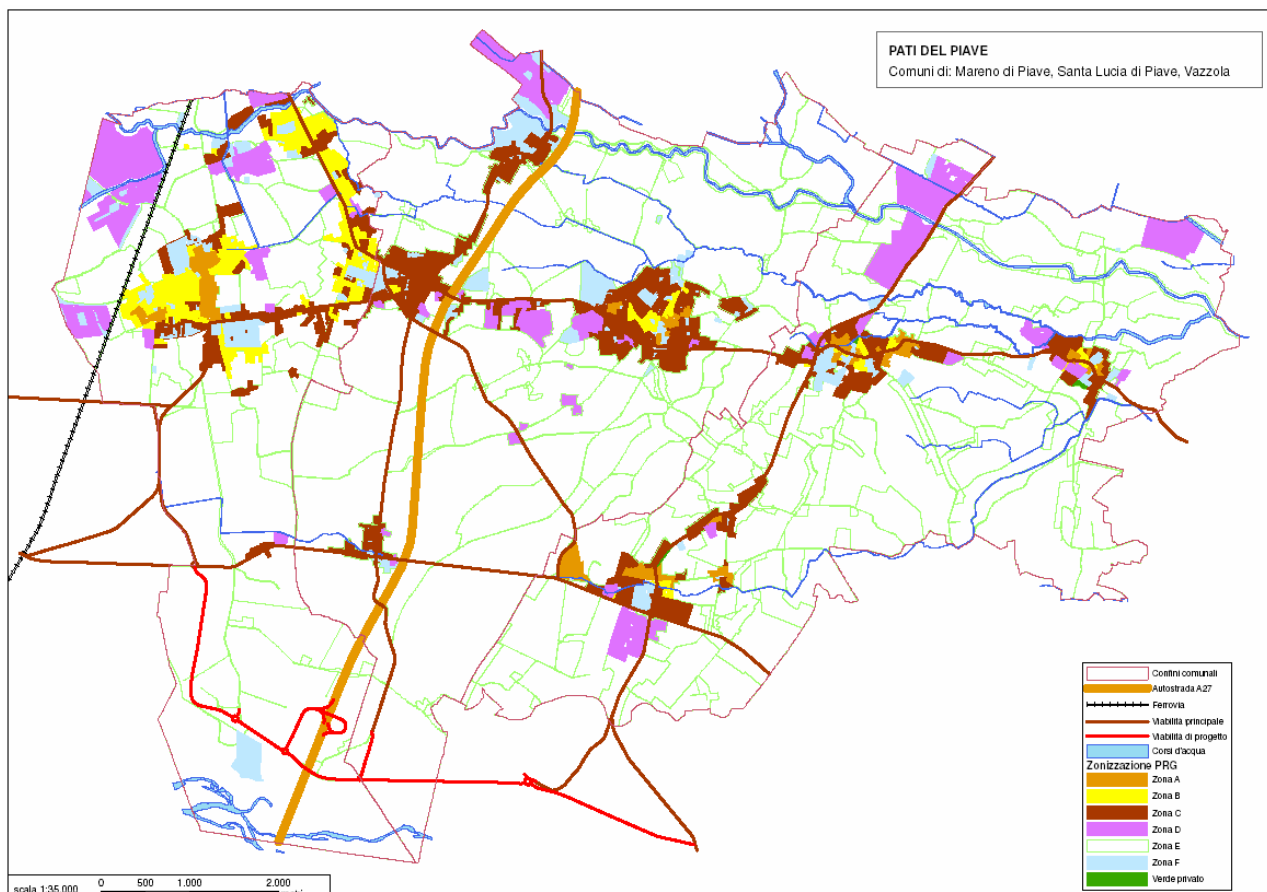 PATI DEL PIAVE
Comuni di: Mareno di Piave, Santa Lucia di Piave, Vazzola
Confini comunali
Autostrada A27
Ferrovia
Viabilità principale
Viabilità di progetto
Corsi d'acqua
Zonizzazione PRG
Zona A
Zona B
Zona C
Zona D
Zona E
Zona F
Verde privato
scala 1:35.000
0 500 1.000 2.000